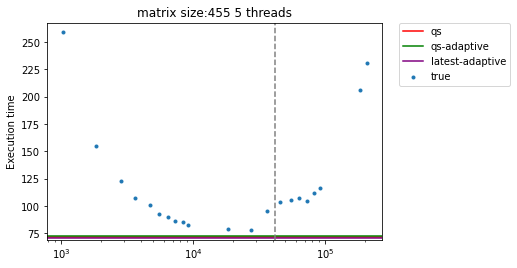 matrix size:455 5 threads
250
225
200
175
150
125
100
75
Execution time
10³
10⁴
10⁵
qs
qs-adaptive
latest-adaptive
true